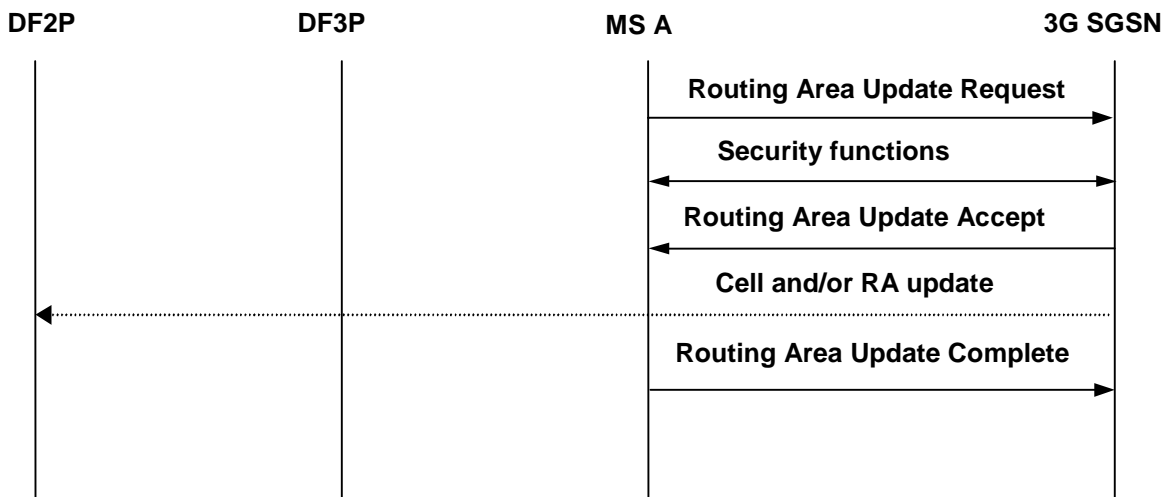 DF2P
DF3P
MS A
3G SGSN
Routing Area Update Request
Security functions
Routing Area Update Accept
Cell and/or RA update
Routing Area Update Complete